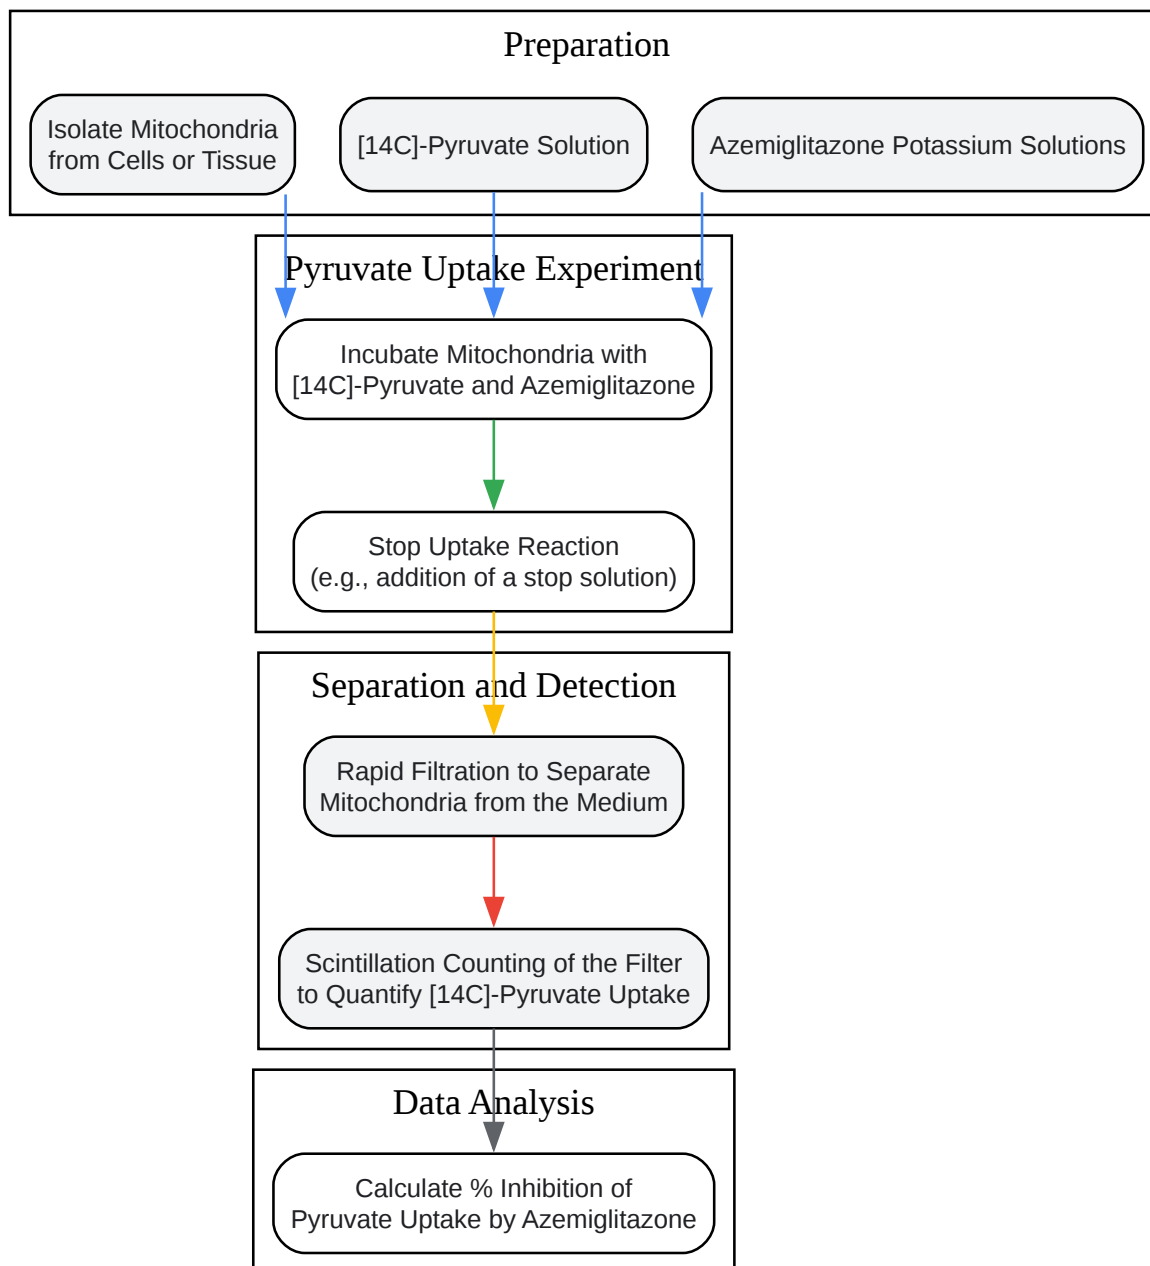 Preparation
Isolate Mitochondria
from Cells or Tissue
[14C]-Pyruvate Solution
Azemiglitazone Potassium Solutions
Pyruvate Uptake Experiment
Incubate Mitochondria with
[14C]-Pyruvate and Azemiglitazone
Stop Uptake Reaction
(e.g., addition of a stop solution)
Separation and Detection
Rapid Filtration to Separate
Mitochondria from the Medium
Scintillation Counting of the Filter
to Quantify [14C]-Pyruvate Uptake
Data Analysis
Calculate % Inhibition of
Pyruvate Uptake by Azemiglitazone